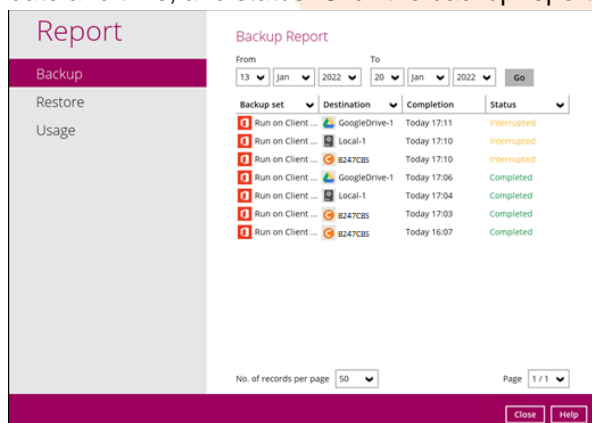 Report
Backup
Restore
Usage
Backup Report
From To
13 Jan 2022 20 Jan 2022 Go
Backup set Destination Completion Status
Run on Client ... GoogleDrive-1 Today 17:11 Interrupted
Run on Client ... Local-1 Today 17:10 Interrupted
Run on Client ... B247CBS Today 17:10 Interrupted
Run on Client ... GoogleDrive-1 Today 17:06 Completed
Run on Client ... Local-1 Today 17:04 Completed
Run on Client ... B247CBS Today 17:03 Completed
Run on Client ... B247CBS Today 16:07 Completed
No. of records per page 50 Page 1 / 1
Close Help